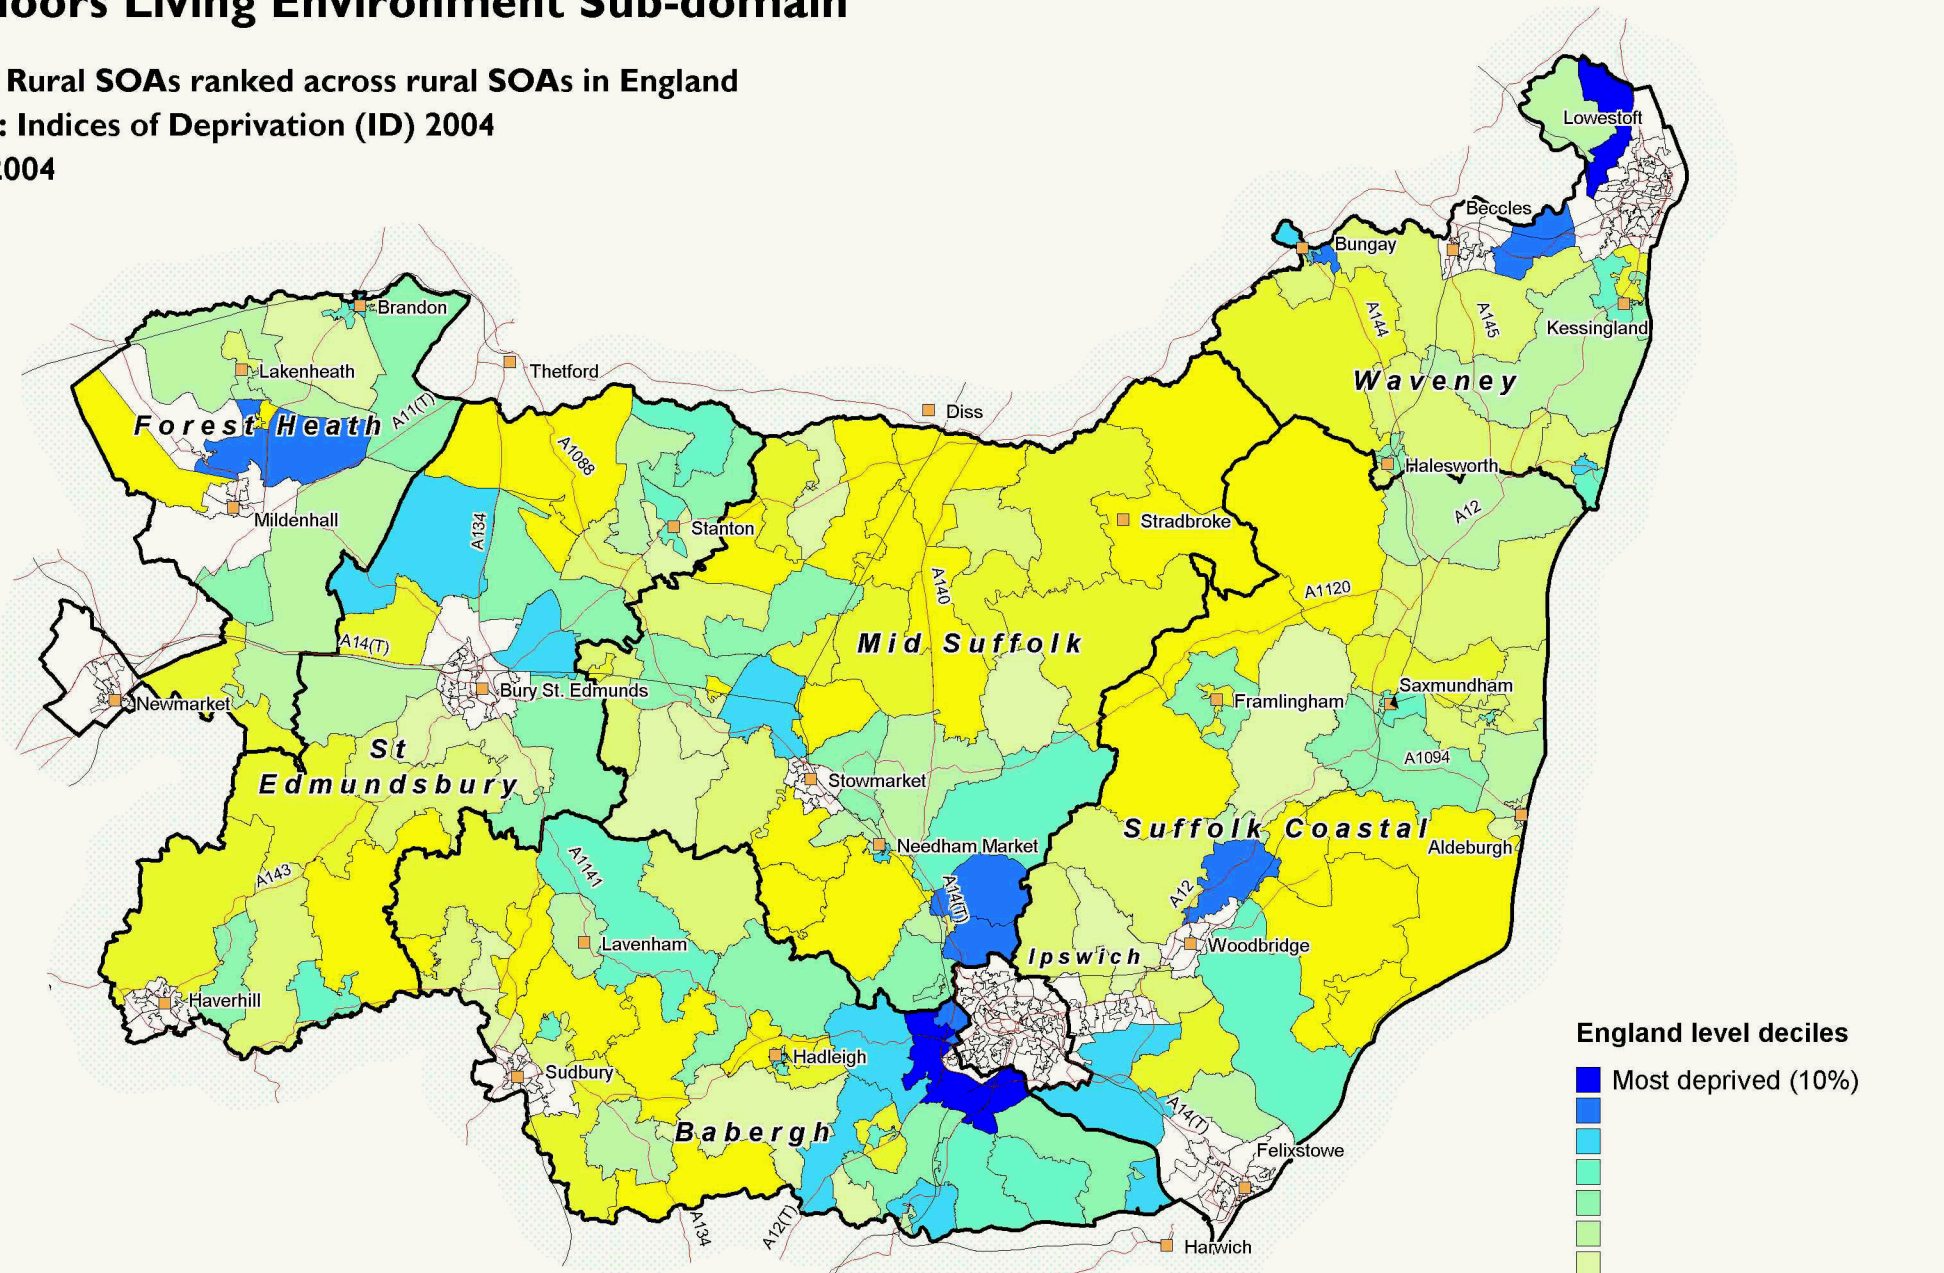 Living Environment Sub-domain
Rural SOAs ranked across rural SOAs in England
: Indices of Deprivation (ID) 2004
2004
Lowestoft
Beccles
Bungay
Brandon
A144
A145
Kessingland
Lakenheath
Thetford
Waveney
Diss
Forest Heath
A11(T)
A1088
Halesworth
A12
Mildenhall
A134
Stanton
Stradbroke
A140
A1120
A14(T)
Mid Suffolk
Bury St. Edmunds
Saxmundham
Newmarket
Framlingham
St
Edmundsbury
A1094
Stowmarket
Suffolk Coastal
Needham Market
Aldeburgh
A1141
A143
A14(T)
A12
Lavenham
Woodbridge
Ipswich
Haverhill
England level deciles
Hadleigh
Sudbury
Most deprived (10%)
A14(T)
Babergh
Felixstowe
A134
A12(T)
Harwich